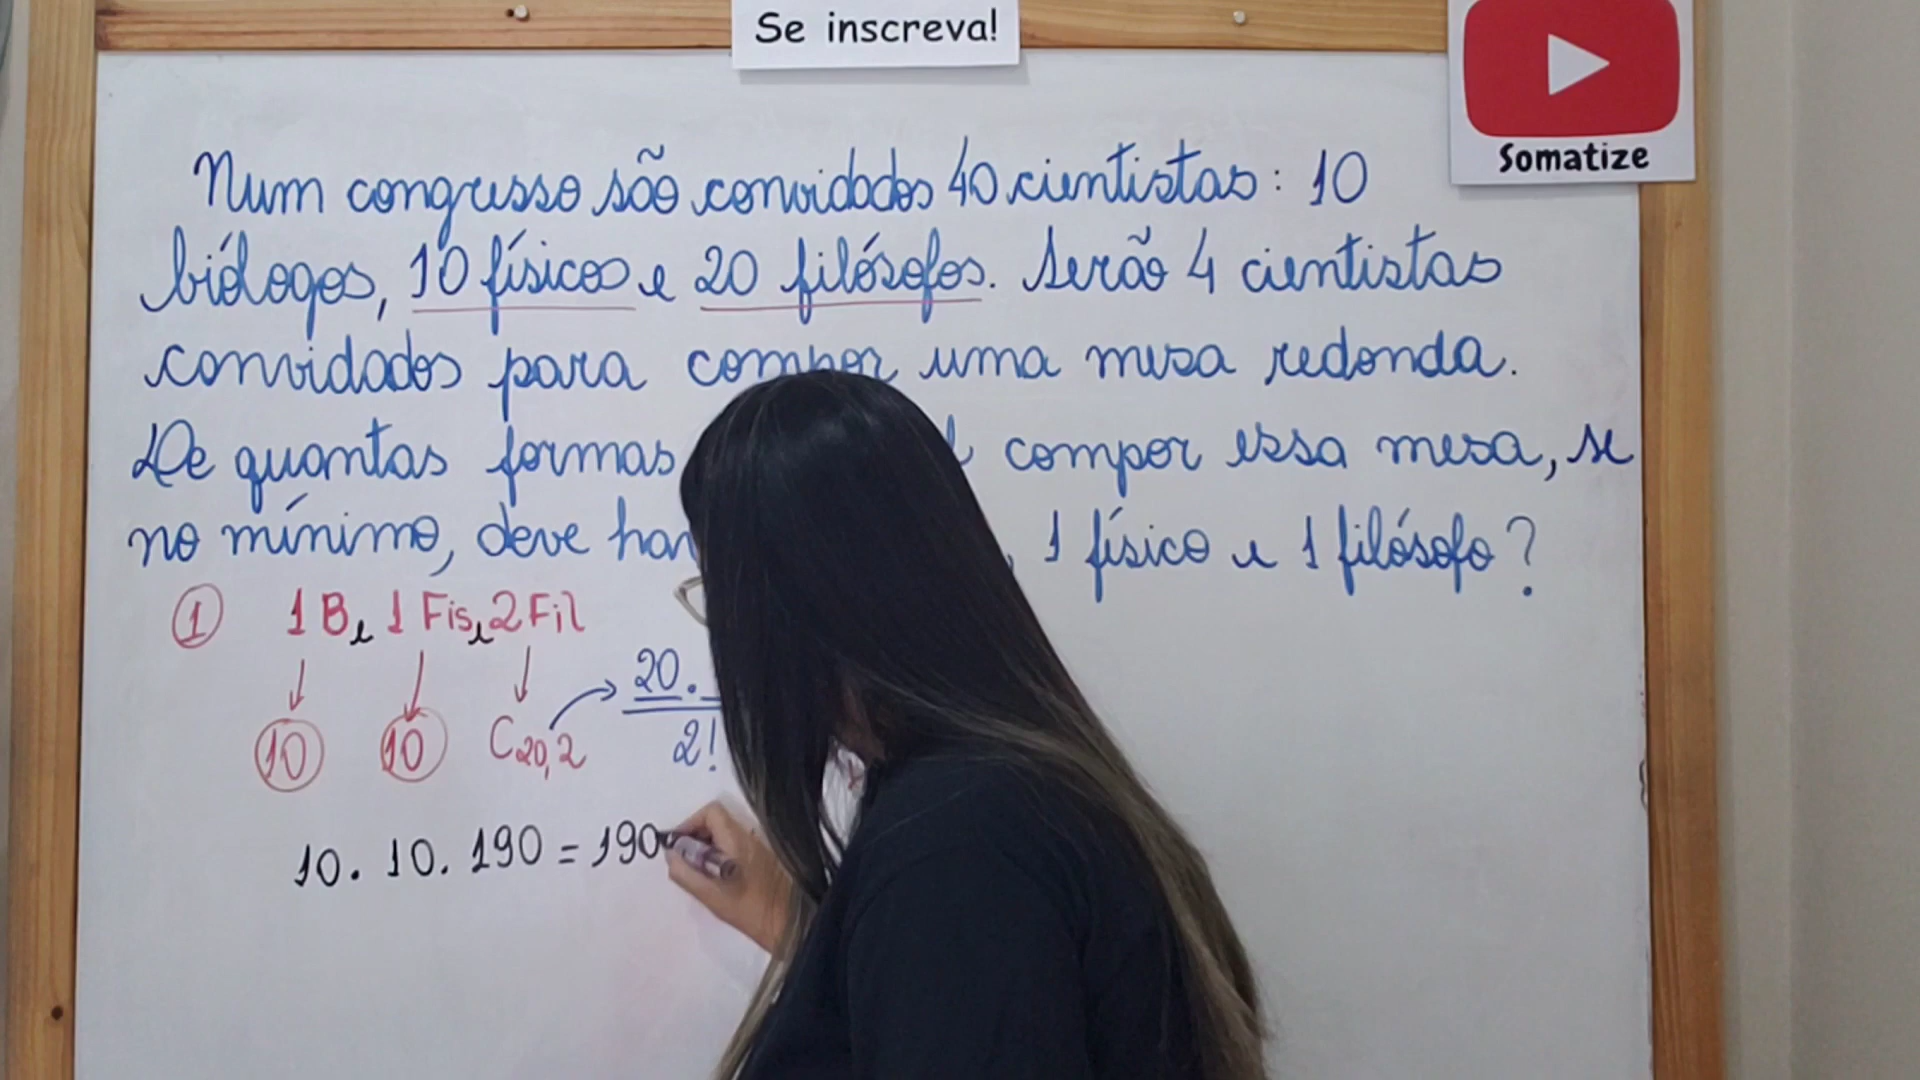 Se inscreva!
Somatize
Num congresso são convidados 40 cientistas: 10
biólogos, 10 físicos e 20 filósofos. Serão 4 cientistas
convidados para compor uma mesa redonda.
De quantas formas compor essa mesa, se
no mínimo, deve 1 físico e 1 filósofo?
1 1 B e 1 Fis e 2 Fil
20.
2!
10 10 C20,2
10. 10. 190 = 190